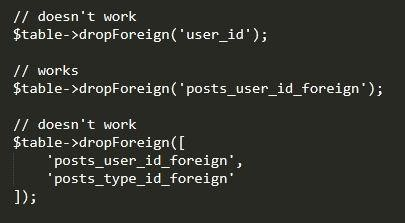 // doesn't work
$table->dropForeign('user_id');
// works
$table->dropForeign('posts_user_id_foreign');
// doesn't work
$table->dropForeign([
    'posts_user_id_foreign',
    'posts_type_id_foreign'
]);